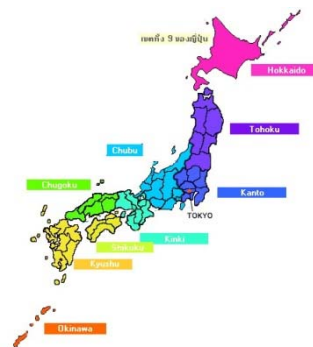 เขตทั้ง 9 ของญี่ปุ่น
Hokkaido
Tohoku
Chubu
Chugoku
Kanto
TOKYO
Kinki
Shikoku
Kyushu
Okinawa